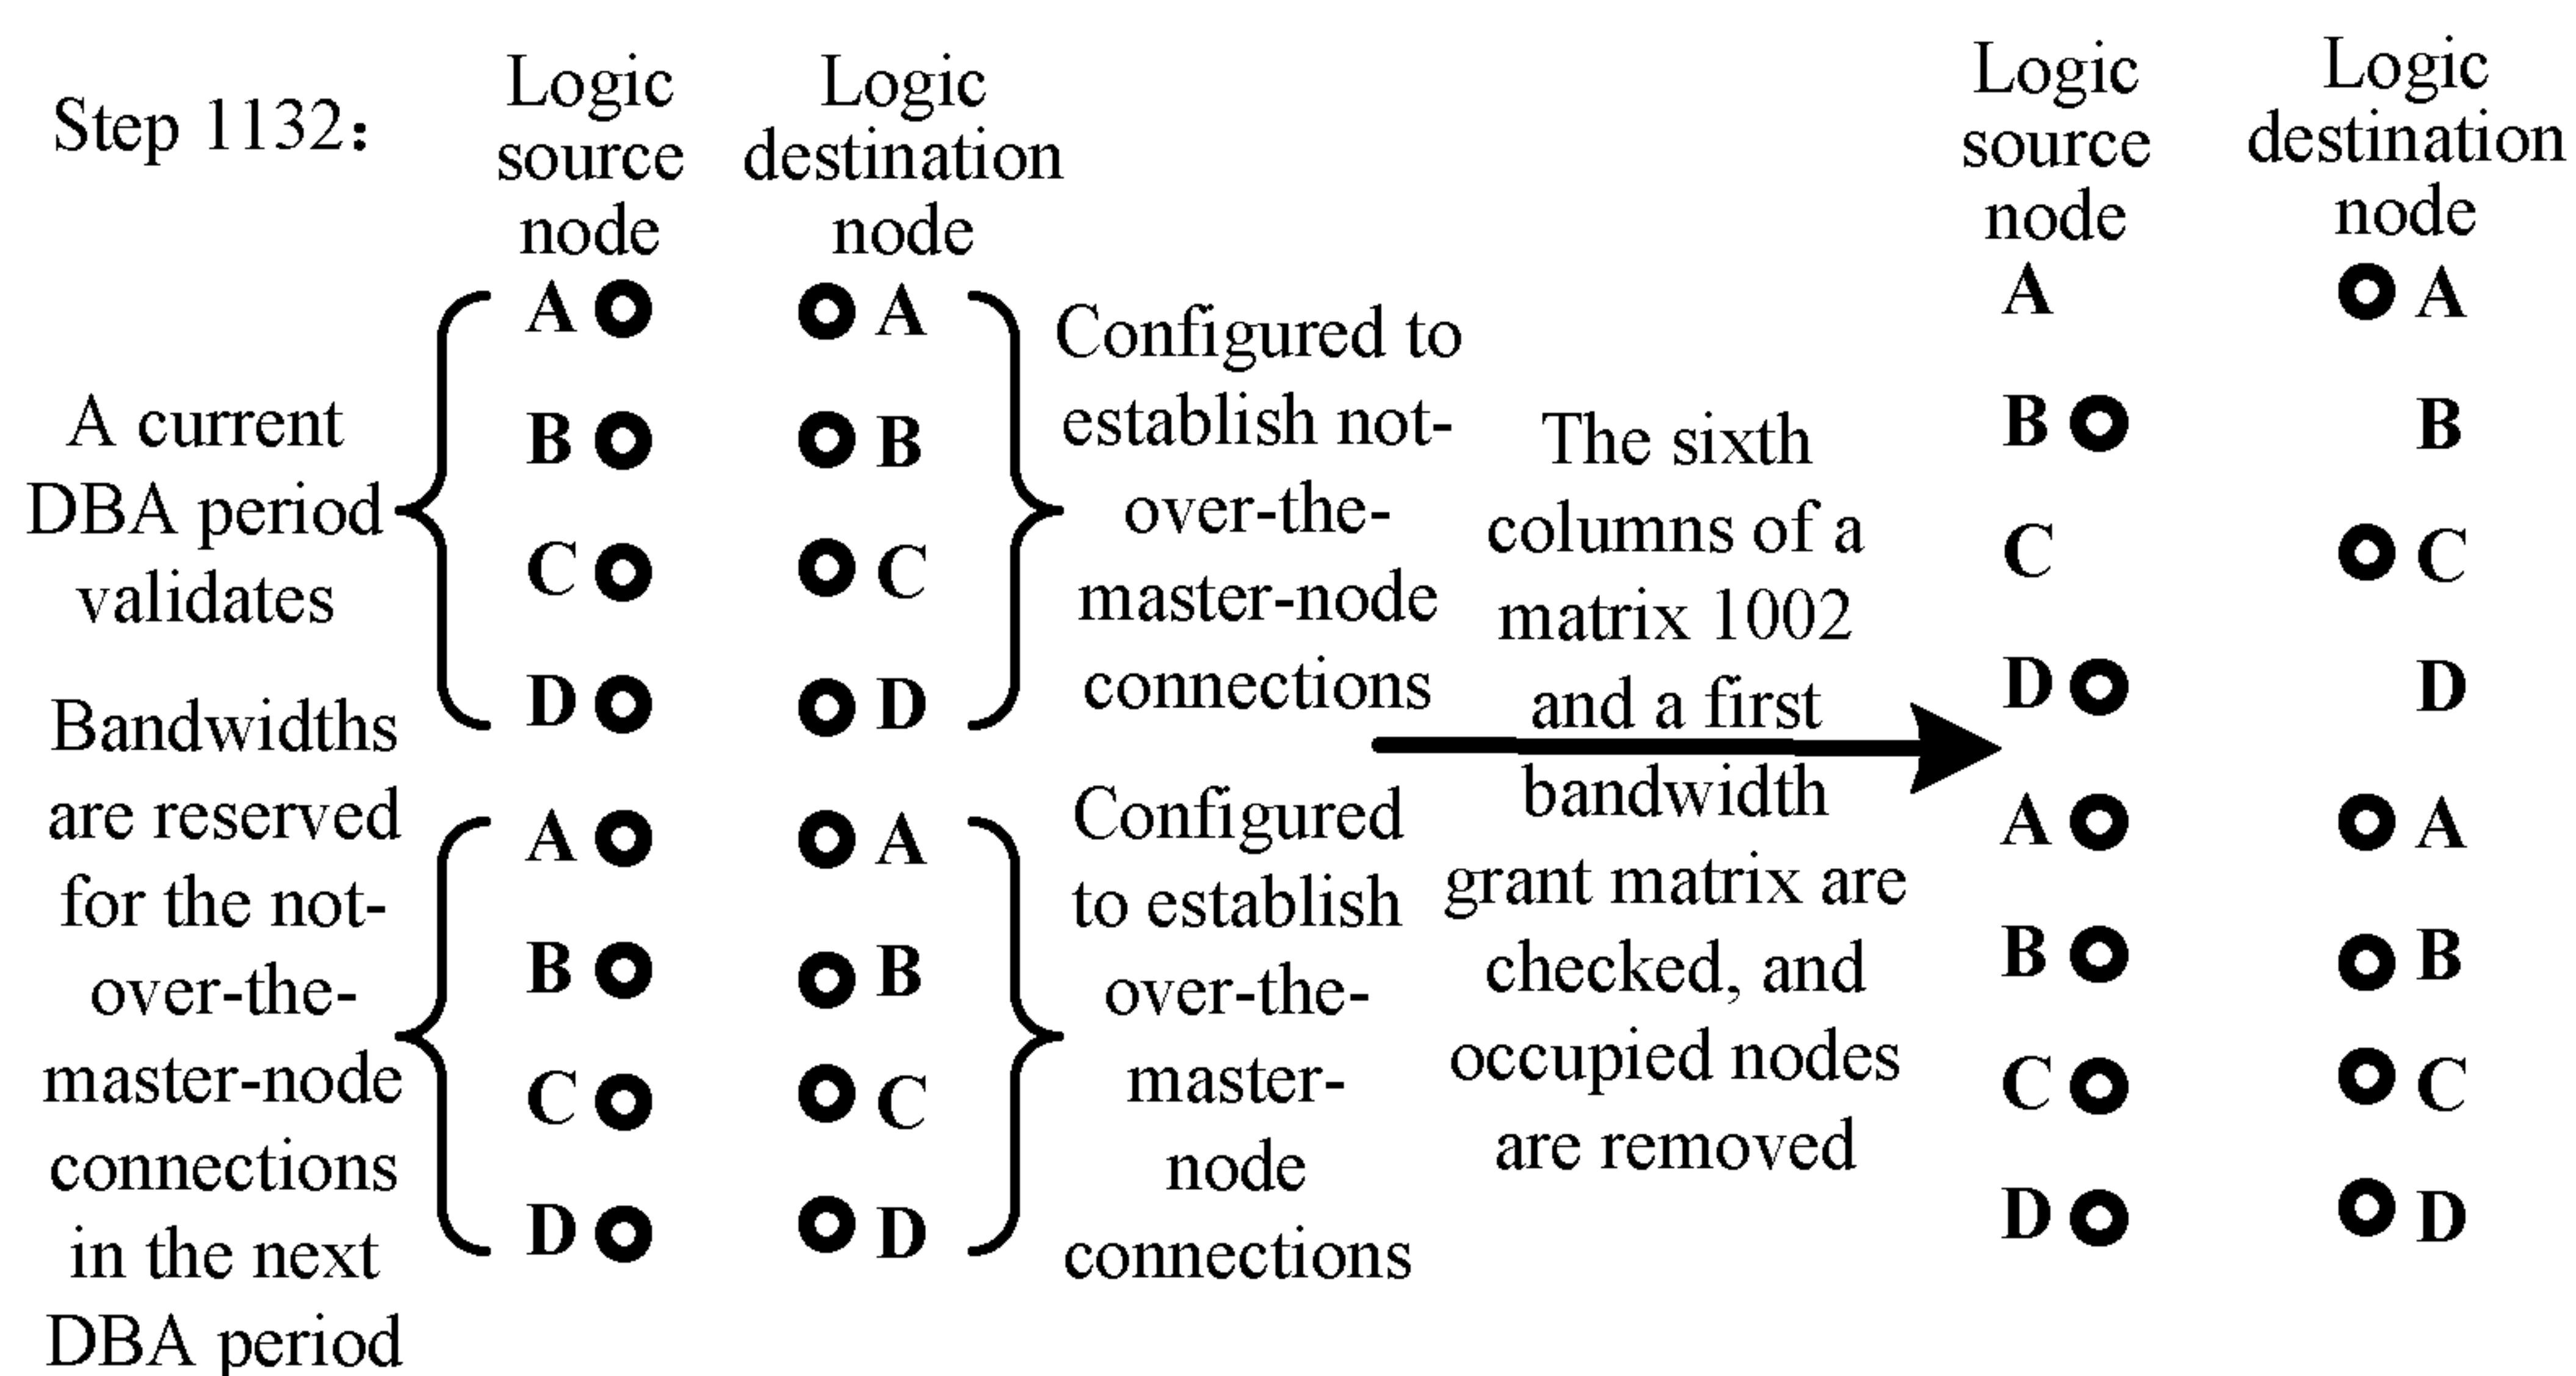 Step 1132:
Logic
source
node
Logic
destination
node
A current
DBA period
validates
Bandwidths
are reserved
for the not-
over-the-
master-node
connections
in the next
DBA period
A
B
C
D
A
B
C
D
A
B
C
D
A
B
C
D
Configured to
establish not-
over-the-
master-node
connections
Configured
to establish
over-the-
master-
node
connections
The sixth
columns of a
matrix 1002
and a first
bandwidth
grant matrix are
checked, and
occupied nodes
are removed
Logic
source
node
Logic
destination
node
A
B
C
D
A
B
C
D
A
B
C
D
A
B
C
D